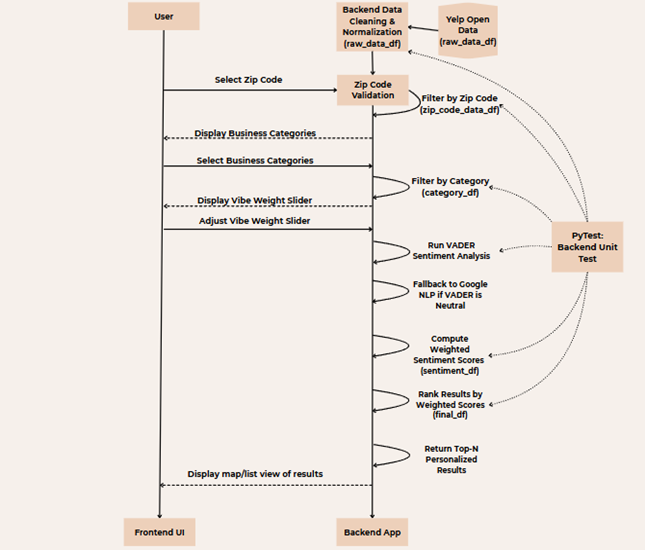 User
Backend Data
Cleaning &
Normalization
(raw_data_df)
Yelp Open
Data
(raw_data_df)
Select Zip Code
Zip Code
Validation
Filter by Zip Code
(zip_code_data_df)
Display Business Categories
Select Business Categories
Filter by Category
(category_df)
Display Vibe Weight Slider
Adjust Vibe Weight Slider
PyTest:
Backend Unit
Test
Run VADER
Sentiment Analysis
Fallback to Google
NLP if VADER is
Neutral
Compute
Weighted
Sentiment Scores
(sentiment_df)
Rank Results by
Weighted Scores
(final_df)
Return Top-N
Personalized
Results
Display map/list view of results
Frontend UI
Backend App